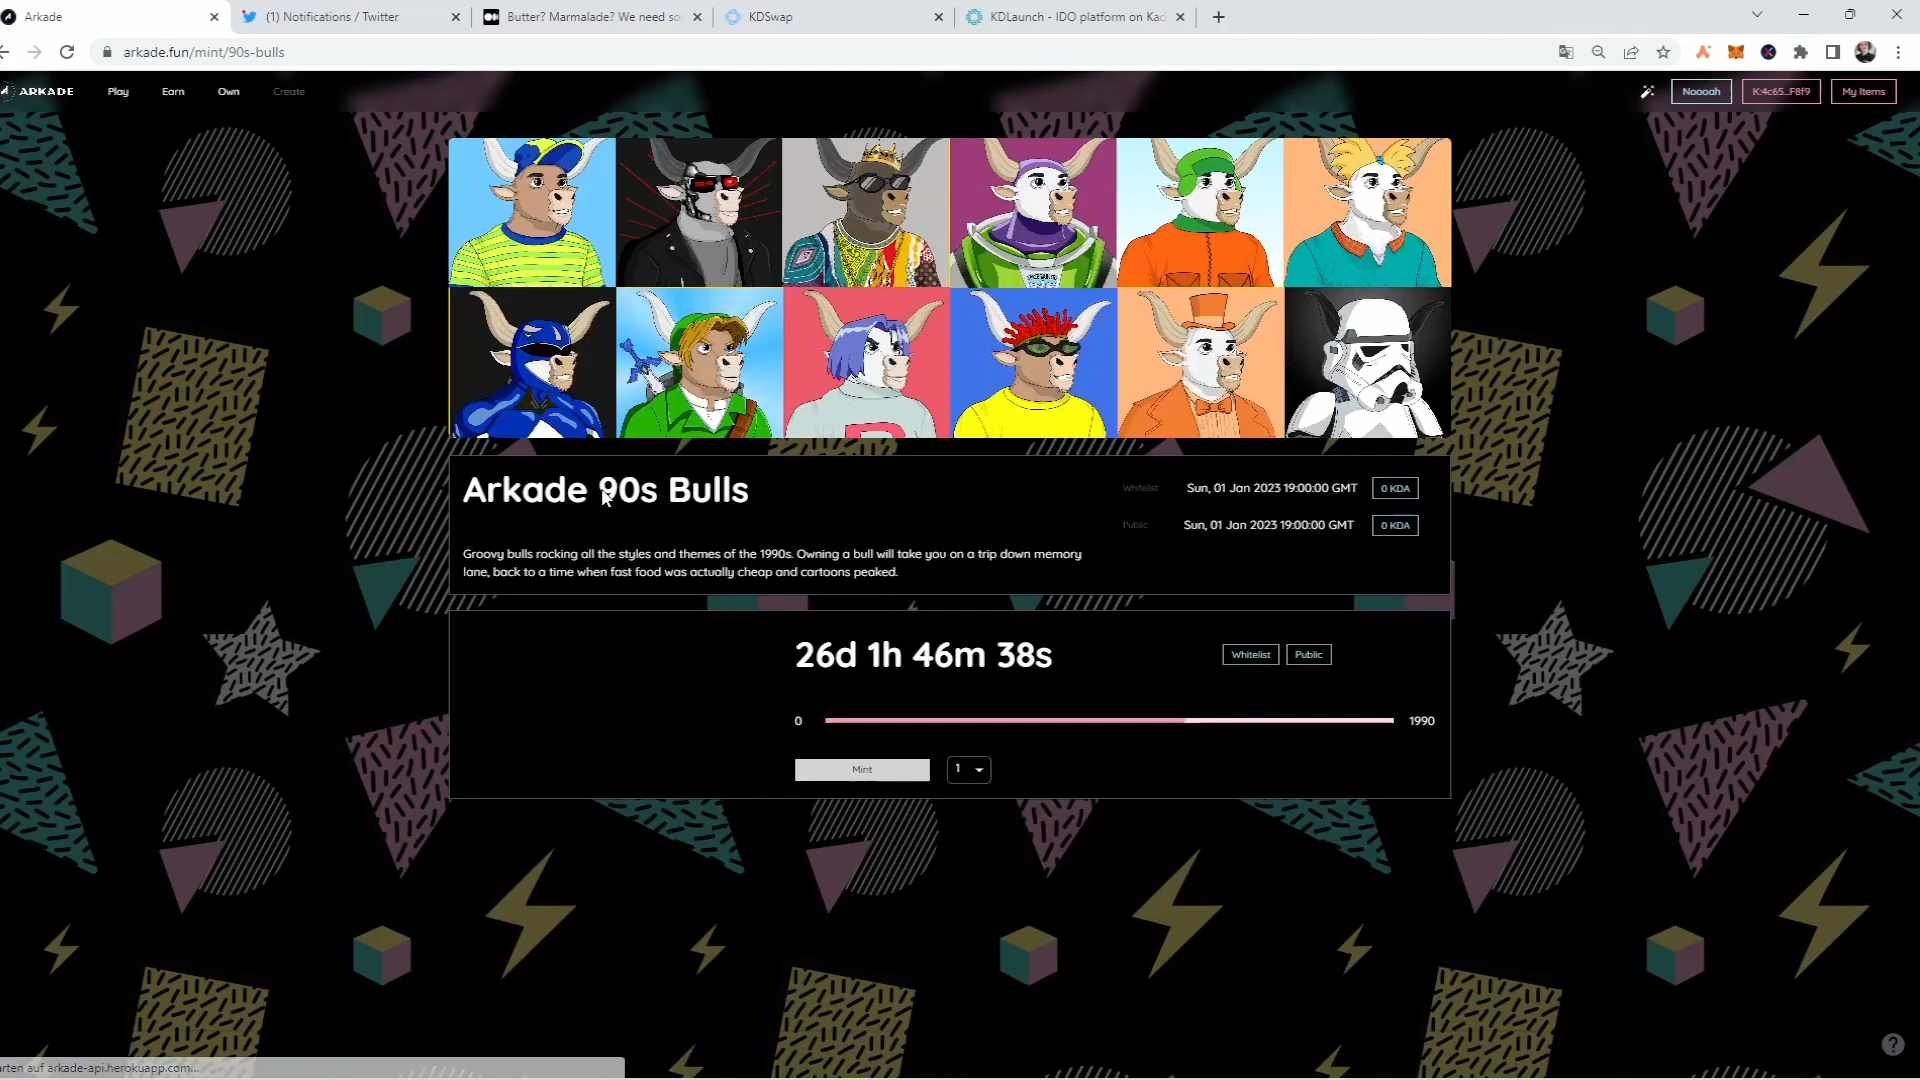 Arkade
(1) Notifications / Twitter
Butter? Marmalade? We need so
KDSwap
KDLaunch - IDO platform on Kad
arkade.fun/mint/90s-bulls
ARKADE
Play
Earn
Own
Create
Nooooh
K:4c65...F8f9
My Items
R
Arkade 90s Bulls
Whitelist
Sun, 01 Jan 2023 19:00:00 GMT
0 KDA
Public
Sun, 01 Jan 2023 19:00:00 GMT
0 KDA
Groovy bulls rocking all the styles and themes of the 1990s. Owning a bull will take you on a trip down memory
lane, back to a time when fast food was actually cheap and cartoons peaked.
26d 1h 46m 38s
Whitelist
Public
0
1990
Mint
1
arten auf arkade-api.herokuapp.com...
?